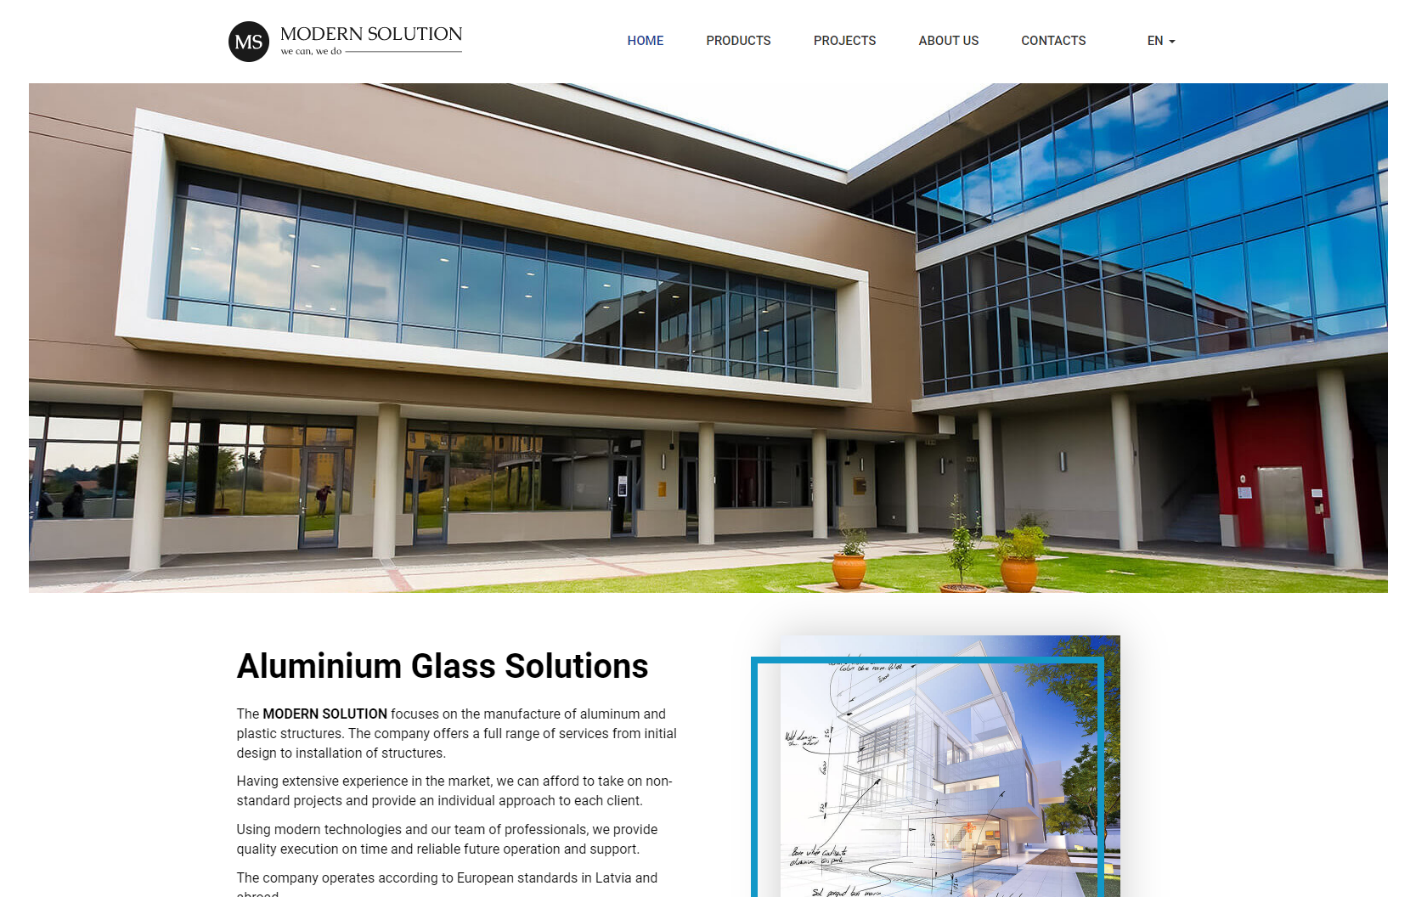 MS
MODERN SOLUTION
we can, we do
HOME
PRODUCTS
PROJECTS
ABOUT US
CONTACTS
EN
Aluminium Glass Solutions
The MODERN SOLUTION focuses on the manufacture of aluminum and
plastic structures. The company offers a full range of services from initial
design to installation of structures.
Having extensive experience in the market, we can afford to take on non-
standard projects and provide an individual approach to each client.
Using modern technologies and our team of professionals, we provide
quality execution on time and reliable future operation and support.
The company operates according to European standards in Latvia and
abroad.